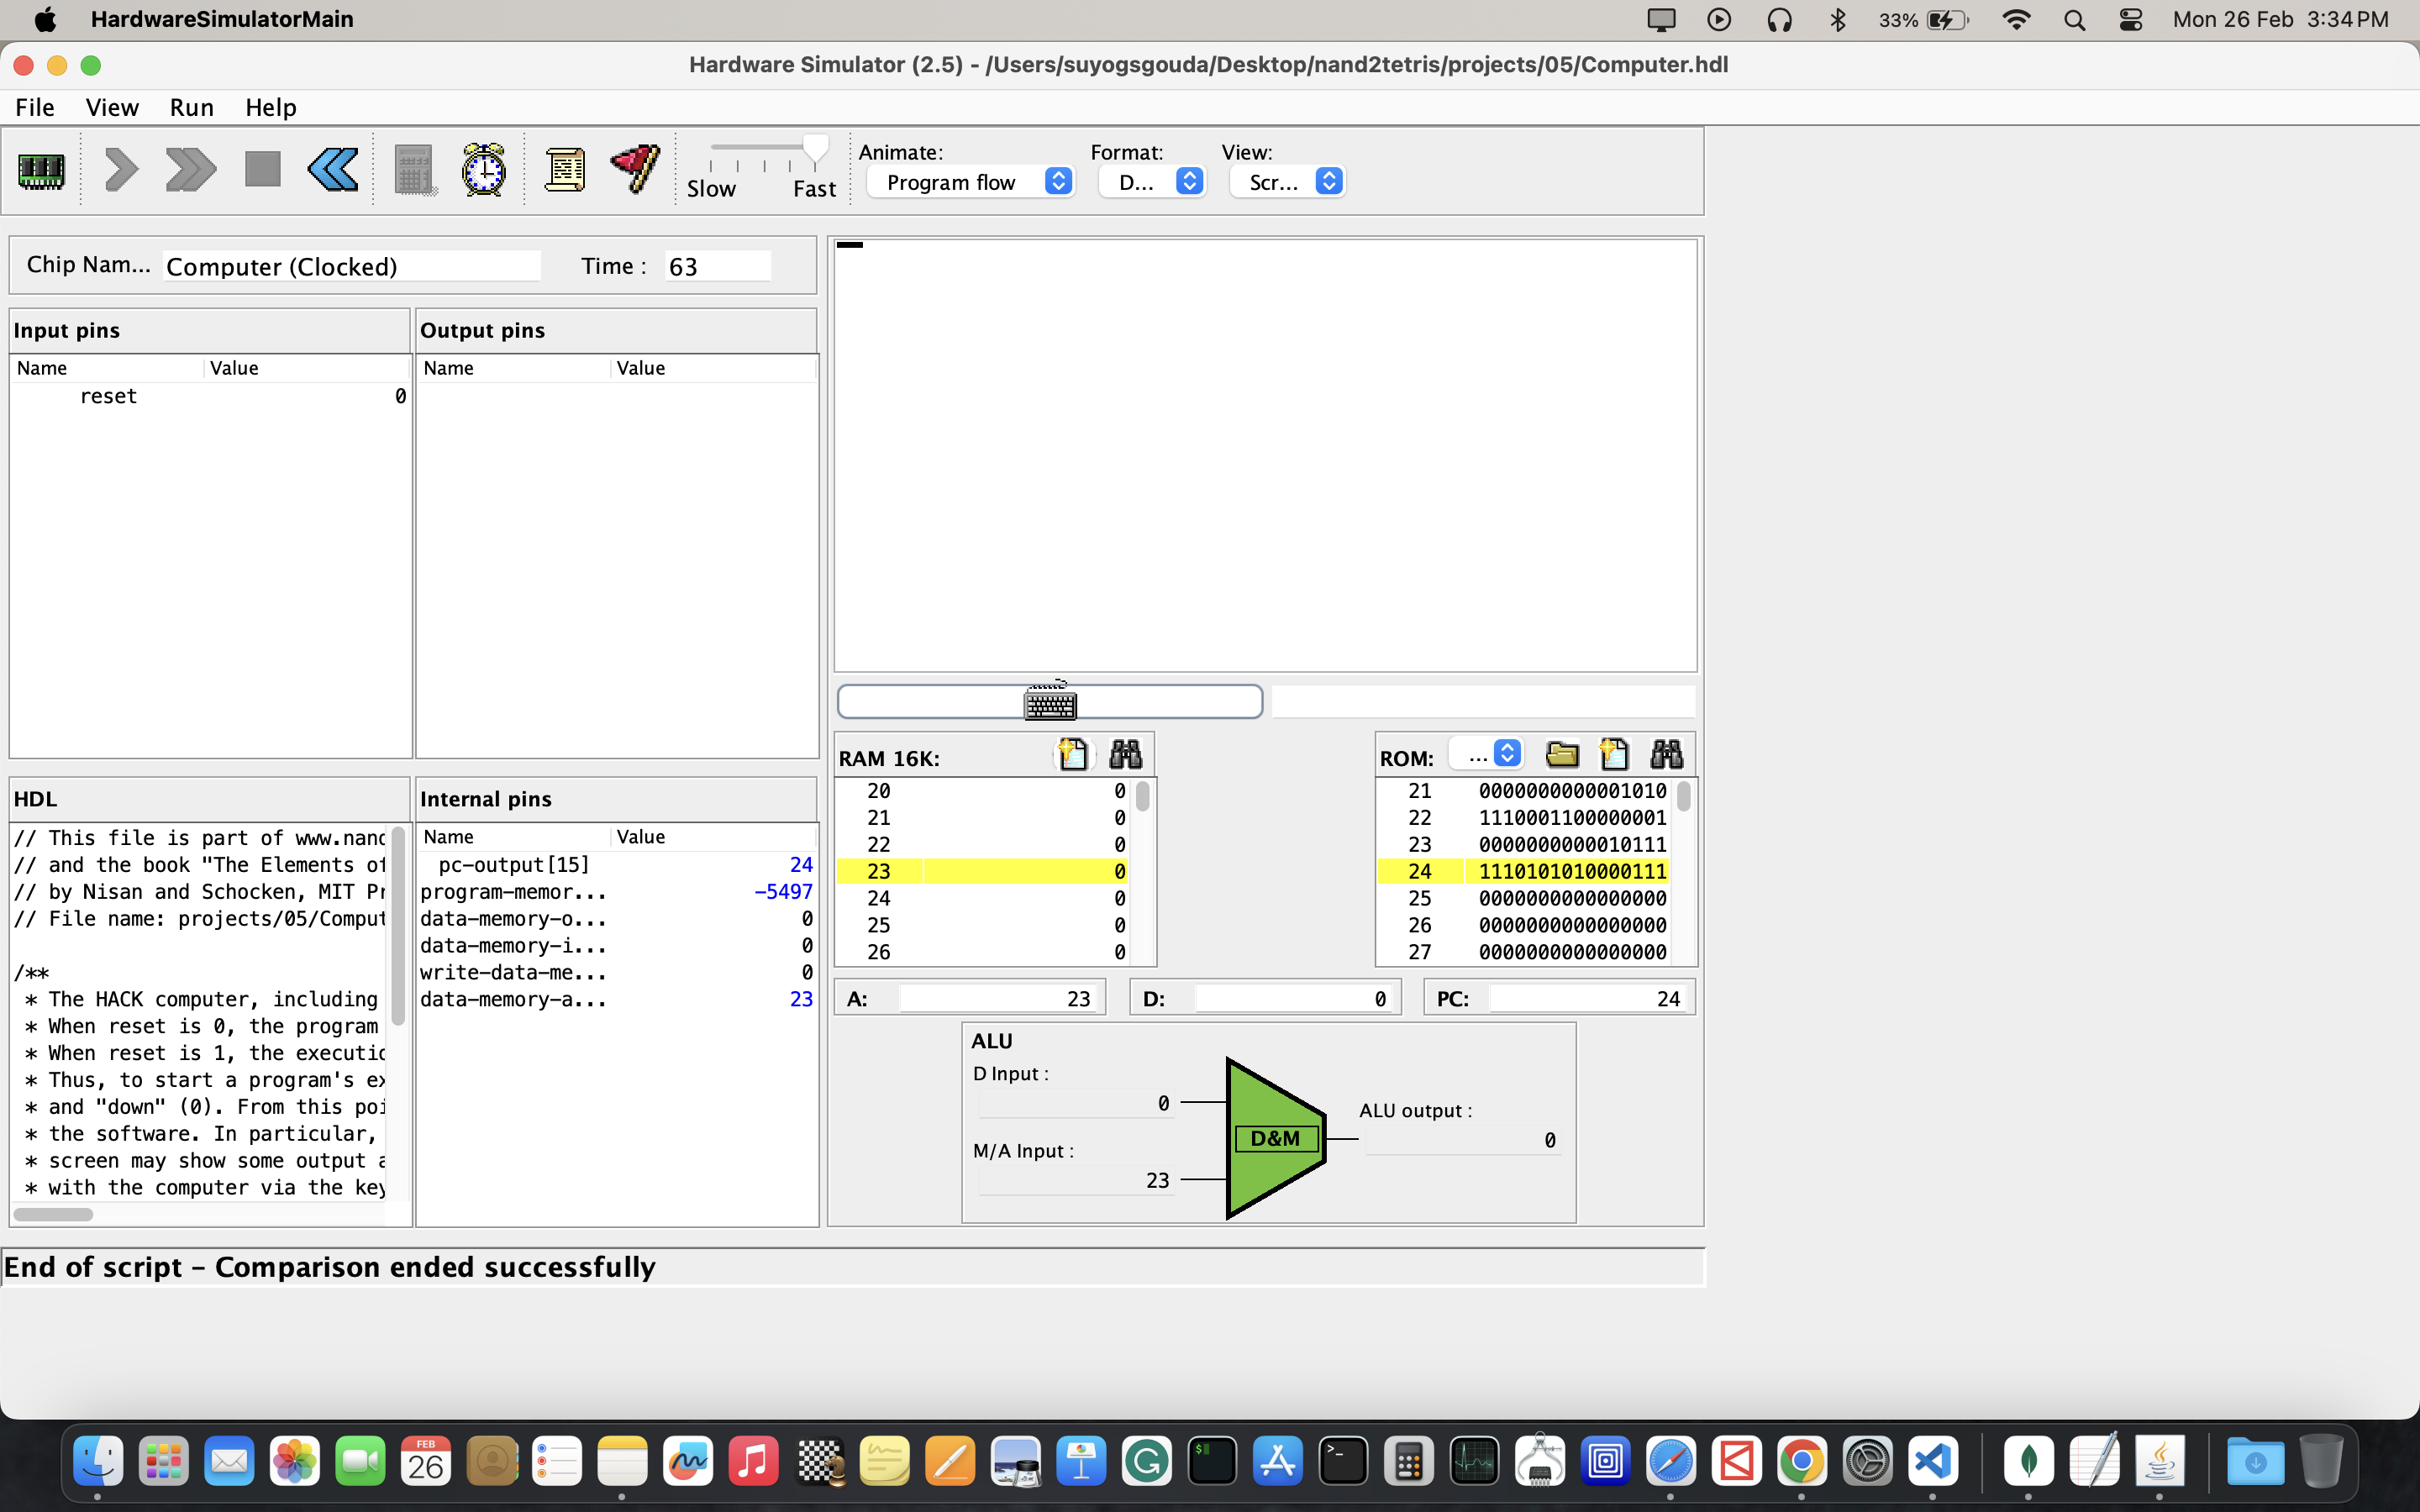 HardwareSimulatorMain
33%
Mon 26 Feb 3:34 PM
Hardware Simulator (2.5) - /Users/suyogsgouda/Desktop/nand2tetris/projects/05/Computer.hdl
File View Run Help
Slow Fast
Animate:
Program flow
Format:
D...
View:
Scr...
Chip Nam... Computer (Clocked) Time : 63
Input pins
Name Value
reset 0
Output pins
Name Value
HDL
// This file is part of www.nand
// and the book "The Elements of
// by Nisan and Schocken, MIT Pr
// File name: projects/05/Comput
/**
* The HACK computer, including
* When reset is 0, the program
* When reset is 1, the executio
* Thus, to start a program's ex
* and "down" (0). From this poi
* the software. In particular,
* screen may show some output a
* with the computer via the key
Internal pins
Name Value
pc-output[15] 24
program-memor... -5497
data-memory-o... 0
data-memory-i... 0
write-data-me... 0
data-memory-a... 23
RAM 16K:
20 0
21 0
22 0
23 0
24 0
25 0
26 0
ROM: ...
21 0000000000001010
22 1110001100000001
23 0000000000010111
24 1110101010000111
25 0000000000000000
26 0000000000000000
27 0000000000000000
A: 23
D: 0
PC: 24
ALU
D Input :
0
M/A Input :
23
D&M
ALU output :
0
End of script - Comparison ended successfully
FEB
26